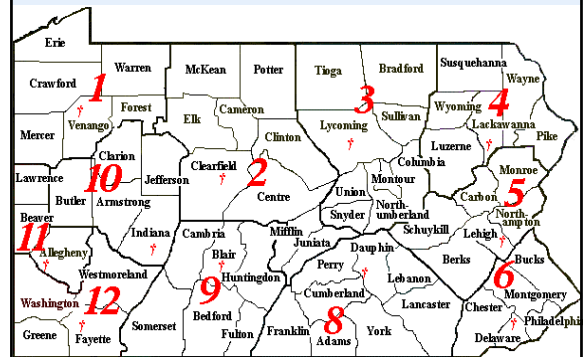 Erie
Warren
McKean
Potter
Tioga
Bradford
Susquehanna
Wayne
Crawford
1
3
4
Wyoming
Forest
Cameron
Sullivan
Lackawanna
Venango
Elk
Lycoming
Pike
Mercer
Clinton
Luzerne
Clarion
Clearfield
2
Columbia
Monroe
Lawrence
10
Jefferson
Centre
Union
Montour
Carbon
5
Butler
Armstrong
Snyder
North-
umberland
North-
ampton
Beaver
Indiana
Cambria
Mifflin
Schuykill
Lehigh
11
Allegheny
Blair
Juniata
Dauphin
Berks
6
Bucks
Westmoreland
Huntingdon
Perry
Lebanon
Montgomery
Washington
12
9
Cumberland
Lancaster
Chester
Philadelphia
Greene
Fayette
Somerset
Bedford
Fulton
Franklin
8
Adams
York
Delaware